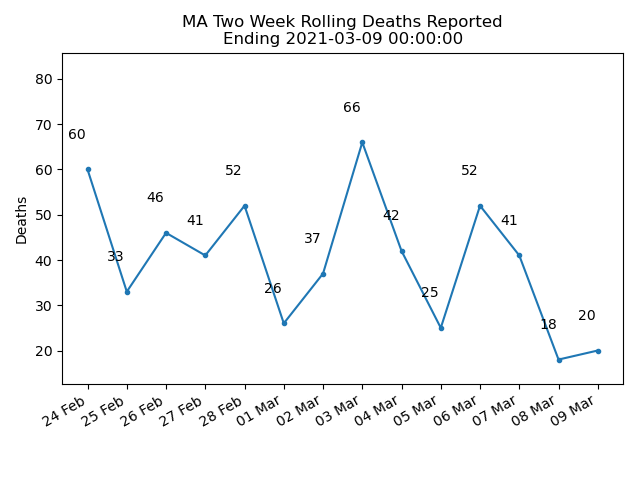 MA Two Week Rolling Deaths Reported
Ending 2021-03-09 00:00:00
Deaths
80
70
60
50
40
30
20
60
33
46
41
52
26
37
66
42
25
52
41
18
20
24 Feb
25 Feb
26 Feb
27 Feb
28 Feb
01 Mar
02 Mar
03 Mar
04 Mar
05 Mar
06 Mar
07 Mar
08 Mar
09 Mar